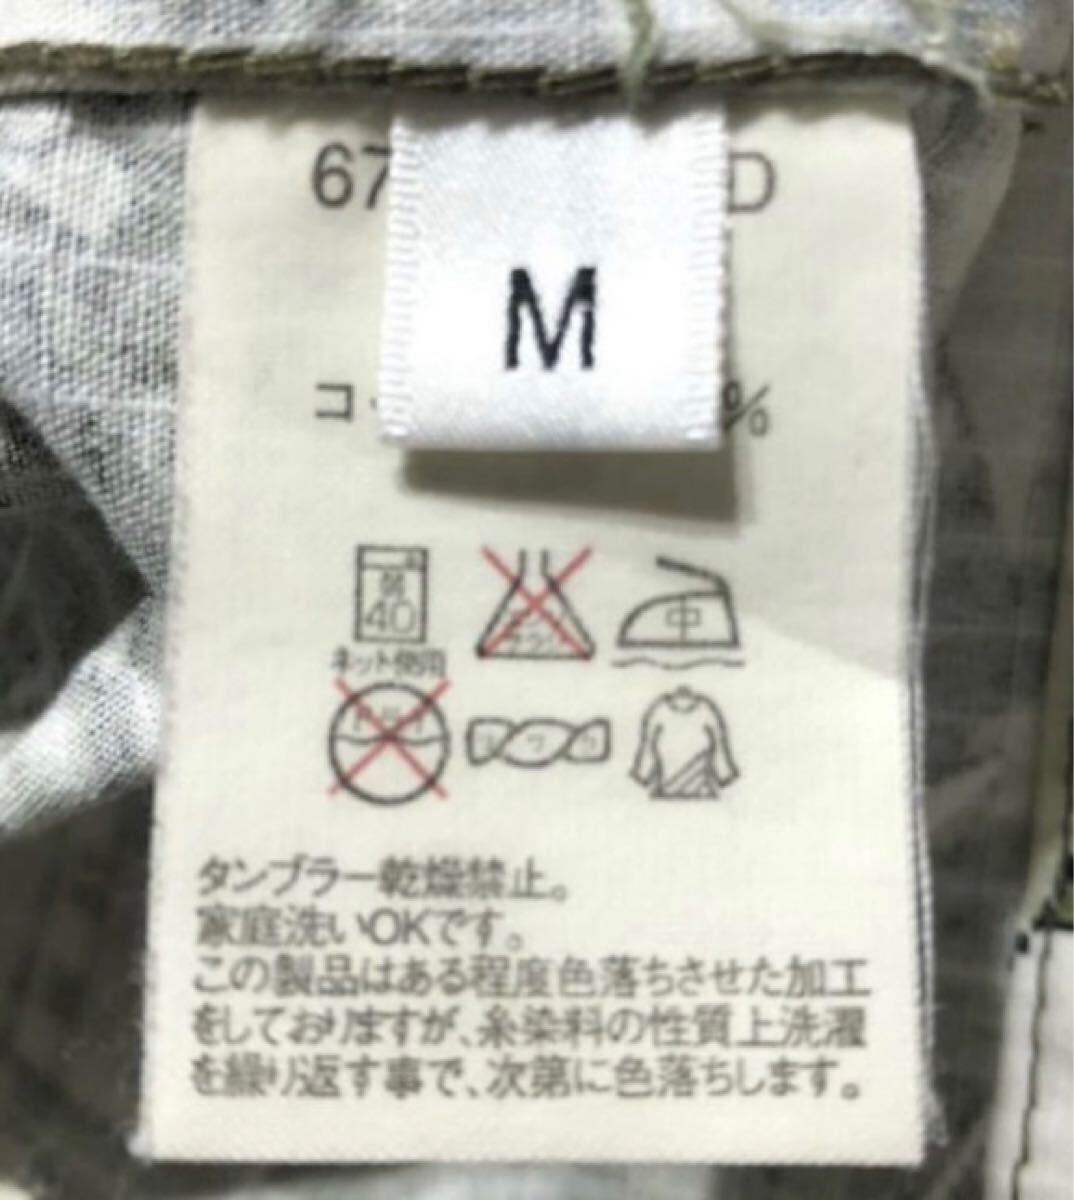 67
D
M
コッ
%
弱
40
ネット使用
中
タンブラー乾燥禁止。
家庭洗いOKです。
この製品はある程度色落ちさせた加工
をしておりますが、糸染料の性質上洗濯
を繰り返す事で、次第に色落ちします。